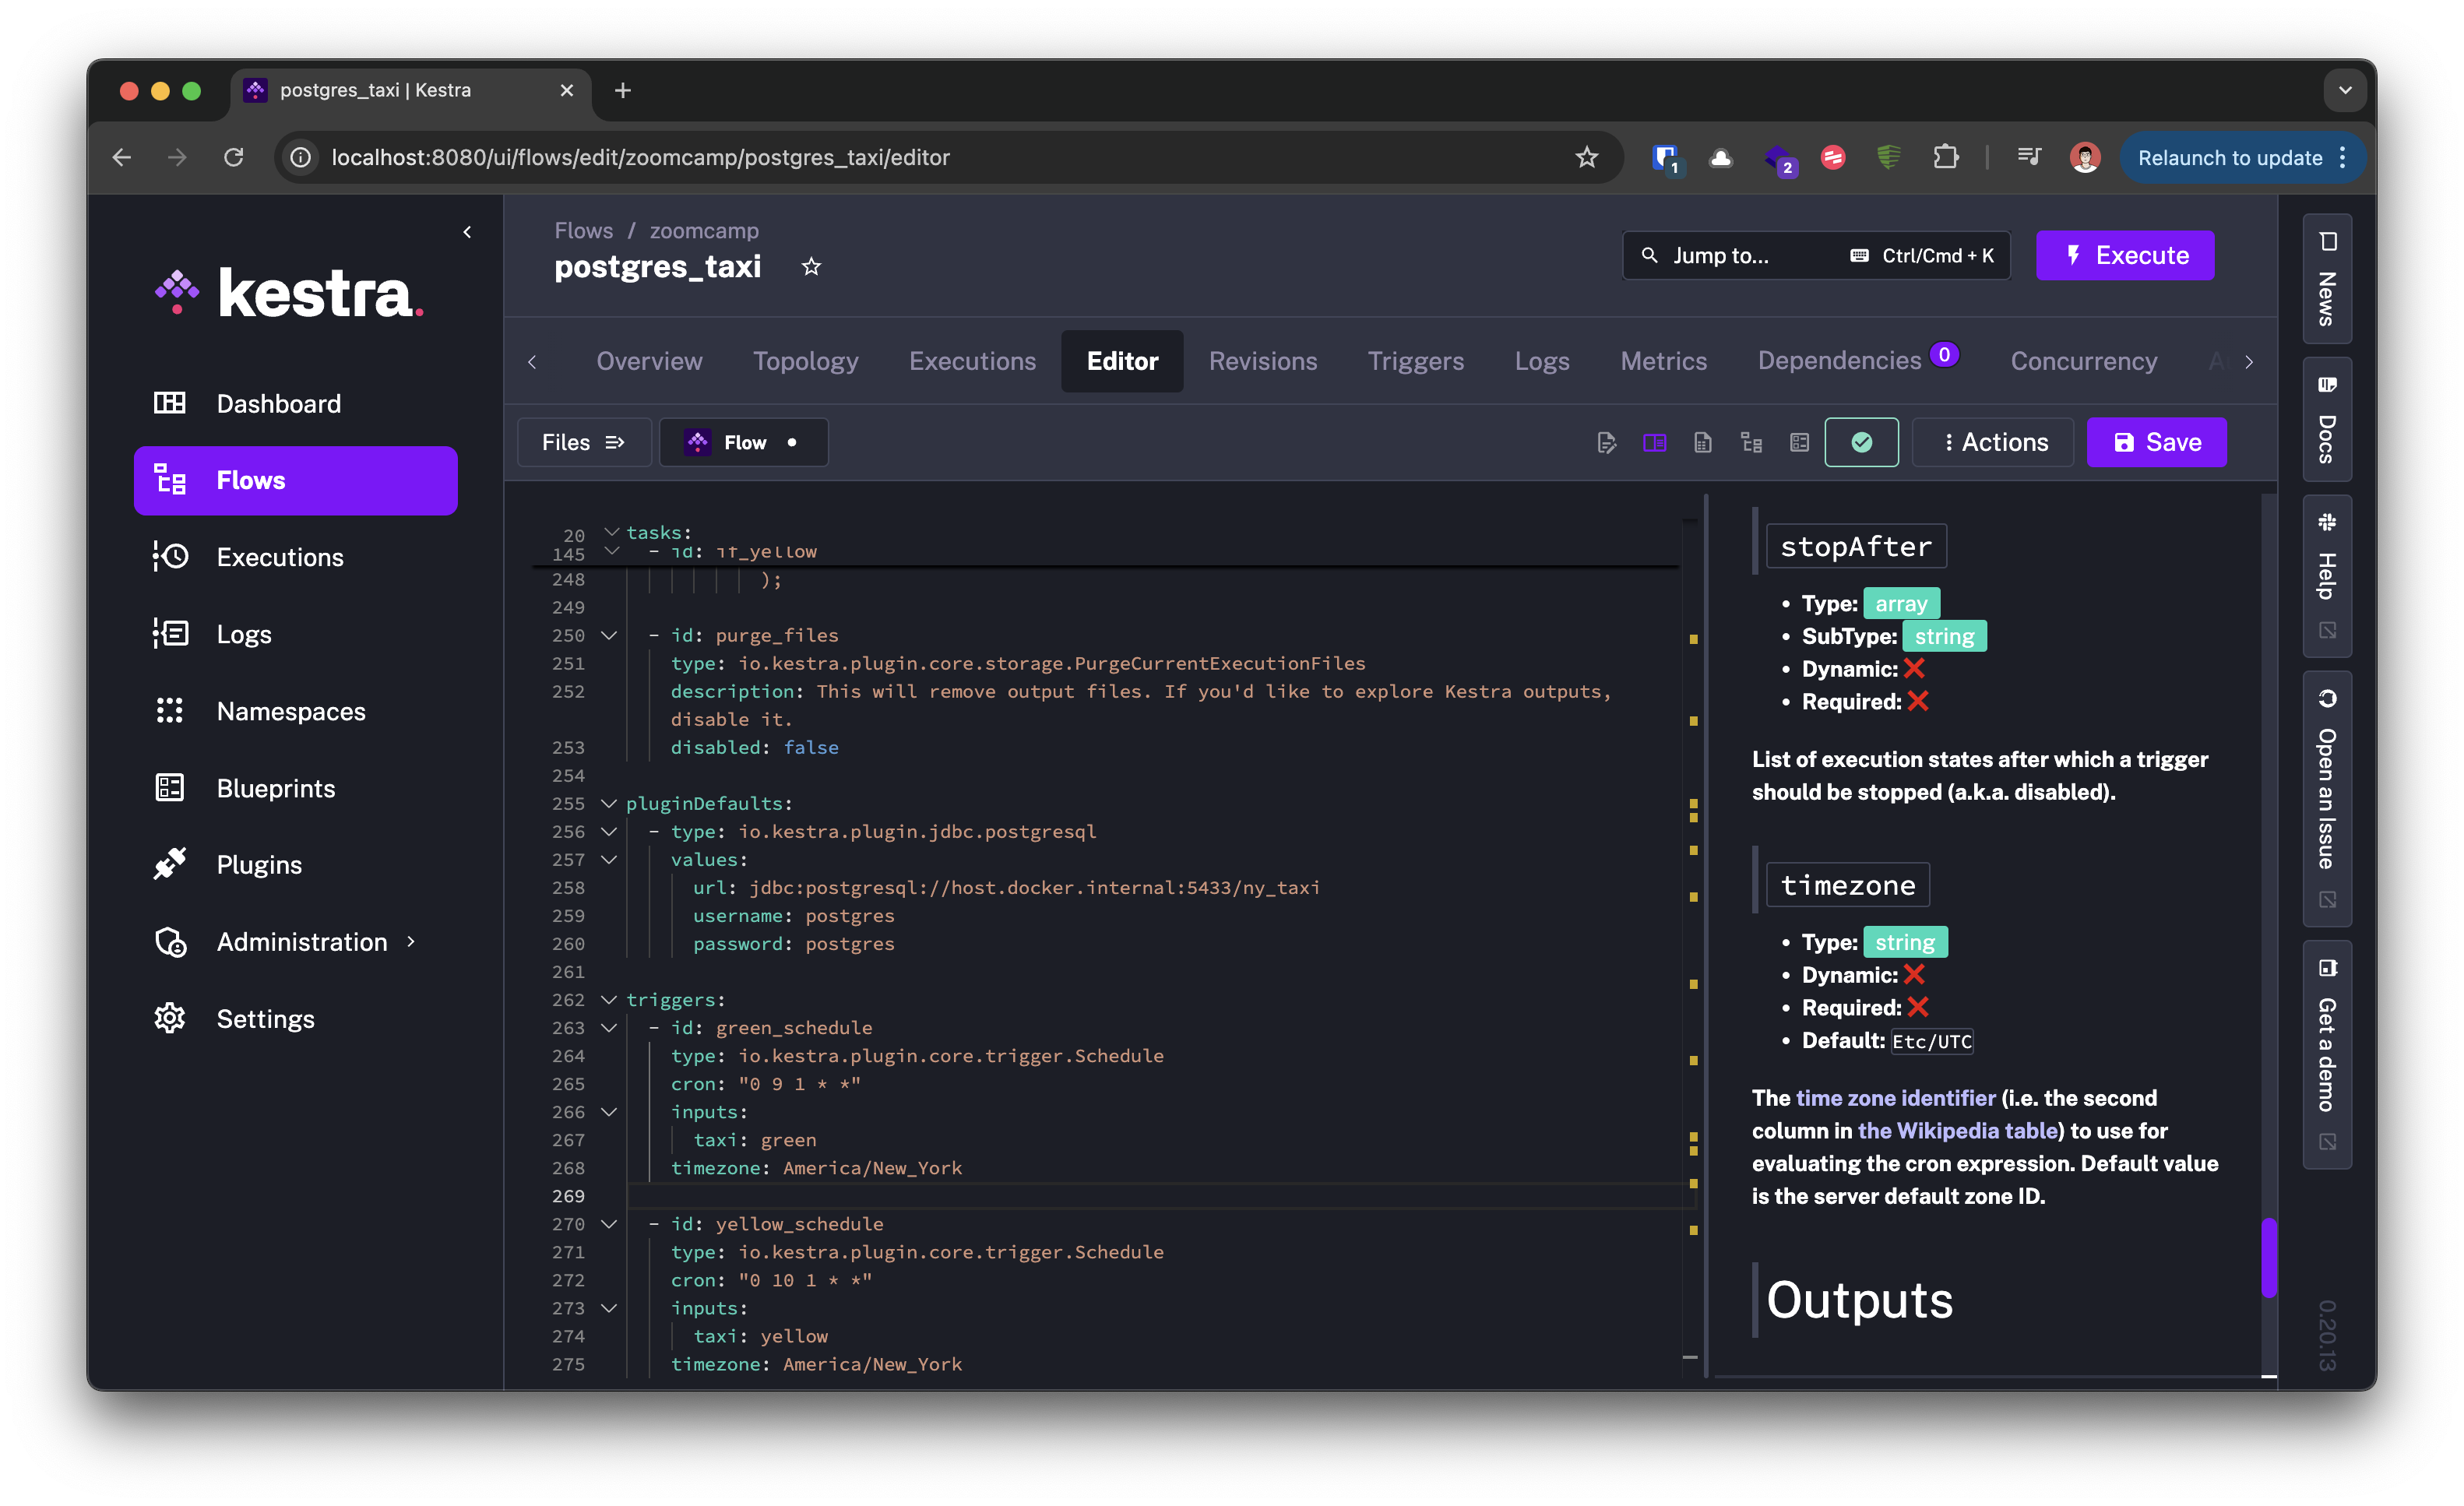 postgres_taxi | Kestra
localhost:8080/ui/flows/edit/zoomcamp/postgres_taxi/editor
1
2
Relaunch to update
kestra.
Dashboard
Flows
Executions
Logs
Namespaces
Blueprints
Plugins
Administration
Settings
Flows / zoomcamp
postgres_taxi
Jump to... Ctrl/Cmd + K
Execute
Overview Topology Executions Editor Revisions Triggers Logs Metrics Dependencies 0 Concurrency
Files Flow
Actions Save
20 tasks:
145 - id: if_yellow
248 );
249
250 - id: purge_files
251 type: io.kestra.plugin.core.storage.PurgeCurrentExecutionFiles
252 description: This will remove output files. If you'd like to explore Kestra outputs,
disable it.
253 disabled: false
254
255 pluginDefaults:
256 - type: io.kestra.plugin.jdbc.postgresql
257 values:
258 url: jdbc:postgresql://host.docker.internal:5433/ny_taxi
259 username: postgres
260 password: postgres
261
262 triggers:
263 - id: green_schedule
264 type: io.kestra.plugin.core.trigger.Schedule
265 cron: "0 9 1 * *"
266 inputs:
267 taxi: green
268 timezone: America/New_York
269
270 - id: yellow_schedule
271 type: io.kestra.plugin.core.trigger.Schedule
272 cron: "0 10 1 * *"
273 inputs:
274 taxi: yellow
275 timezone: America/New_York
stopAfter
• Type: array
• SubType: string
• Dynamic: ❌
• Required: ❌
List of execution states after which a trigger
should be stopped (a.k.a. disabled).
timezone
• Type: string
• Dynamic: ❌
• Required: ❌
• Default: Etc/UTC
The time zone identifier (i.e. the second
column in the Wikipedia table) to use for
evaluating the cron expression. Default value
is the server default zone ID.
Outputs
News
Docs
Help
Open an Issue
Get a demo
0.20.13